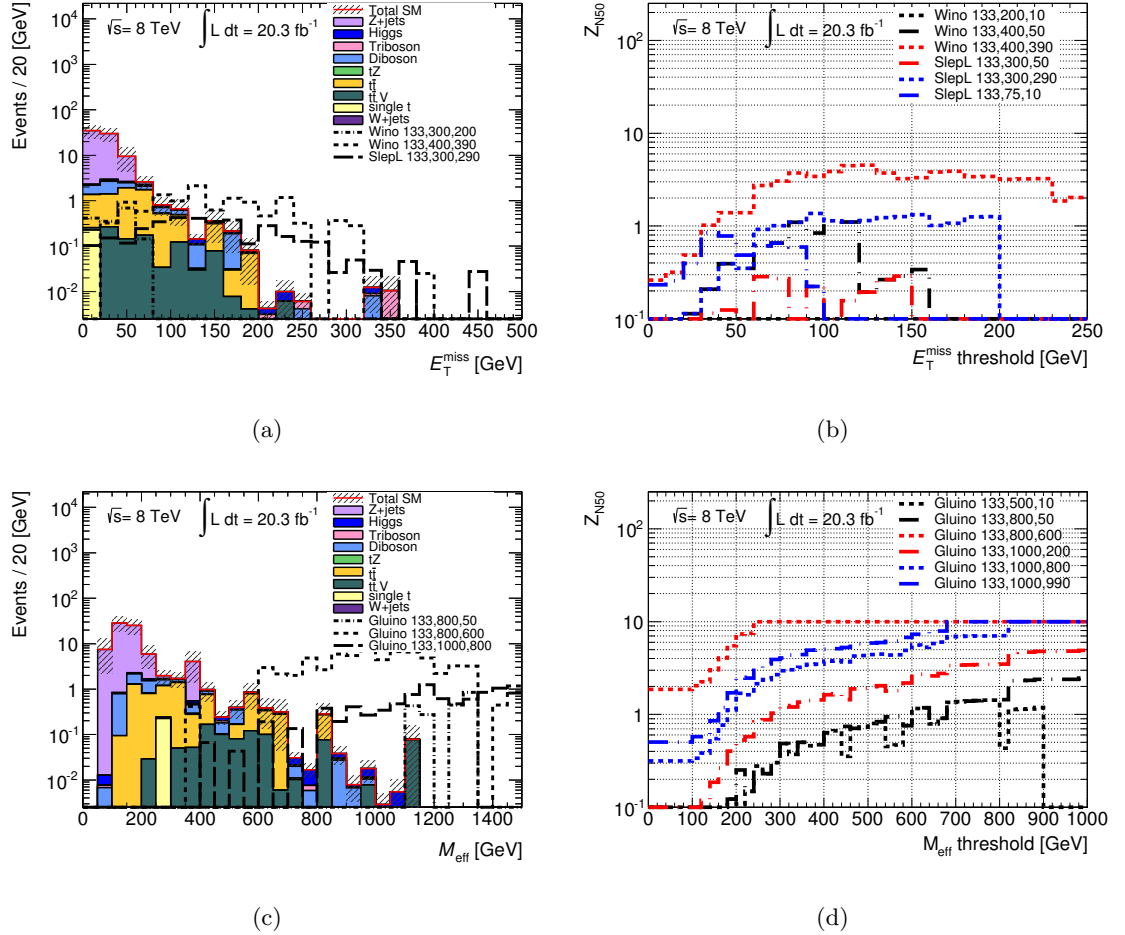 Events / 20 [GeV]
10⁴
10³
10²
10
1
10⁻¹
10⁻²
√s= 8 TeV ∫ L dt = 20.3 fb⁻¹
Total SM
Z+jets
Higgs
Triboson
Diboson
tZ
tt̄
tt̄ V
single t
W+jets
Wino 133,300,200
Wino 133,400,390
SlepL 133,300,290
0 50 100 150 200 250 300 350 400 450 500
E_T^miss [GeV]
(a)
Z_N50
10²
10
1
10⁻¹
√s= 8 TeV ∫ L dt = 20.3 fb⁻¹
Wino 133,200,10
Wino 133,400,50
Wino 133,400,390
SlepL 133,300,50
SlepL 133,300,290
SlepL 133,75,10
0 50 100 150 200 250
E_T^miss threshold [GeV]
(b)
Events / 20 [GeV]
10⁴
10³
10²
10
1
10⁻¹
10⁻²
√s= 8 TeV ∫ L dt = 20.3 fb⁻¹
Total SM
Z+jets
Higgs
Triboson
Diboson
tZ
tt̄
tt̄ V
single t
W+jets
Gluino 133,800,50
Gluino 133,800,600
Gluino 133,1000,800
0 200 400 600 800 1000 1200 1400
M_eff [GeV]
(c)
Z_N50
10²
10
1
10⁻¹
√s= 8 TeV ∫ L dt = 20.3 fb⁻¹
Gluino 133,500,10
Gluino 133,800,50
Gluino 133,800,600
Gluino 133,1000,200
Gluino 133,1000,800
Gluino 133,1000,990
0 100 200 300 400 500 600 700 800 900 1000
M_eff threshold [GeV]
(d)